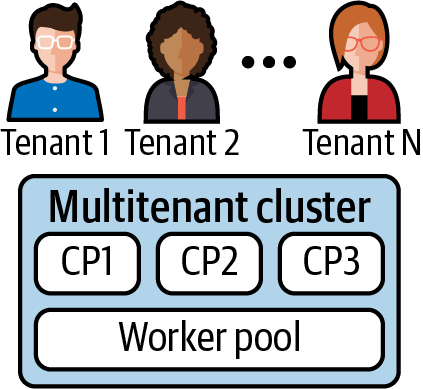 Tenant 1 Tenant 2 Tenant N
Multitenant cluster
CP1 CP2 CP3
Worker pool